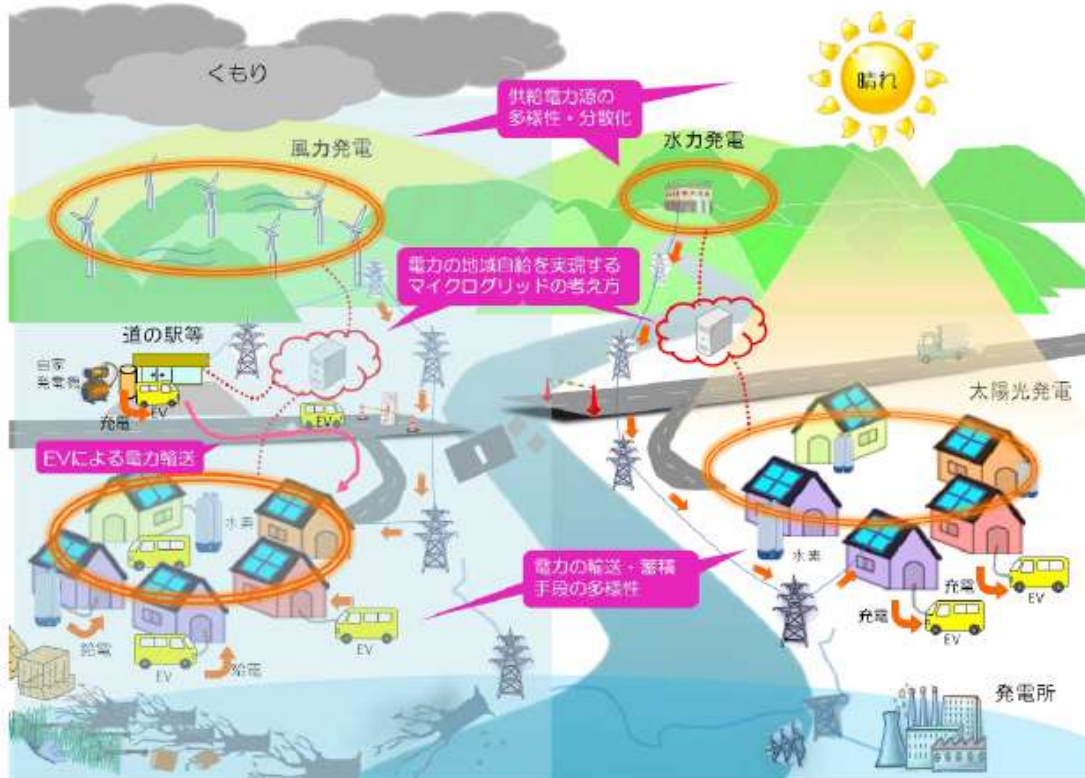 くもり
晴れ
供給電力源の
多様性・分散化
風力発電
水力発電
電力の地域自給を実現する
マイクログリッドの考え方
道の駅等
自家
発電機
EV
充電
EV
太陽光発電
EVによる電力輸送
水素
水素
電力の輸送・蓄積
手段の多様性
充電
EV
充電
EV
給電
EV
給電
EV
発電所